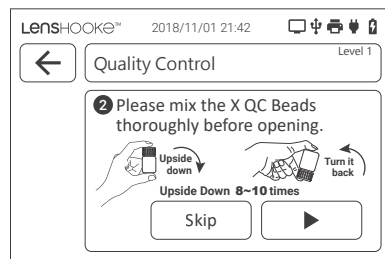 LENSHOOKE™ 2018/11/01 21:42
Level 1
Quality Control
2 Please mix the X QC Beads
thoroughly before opening.
Upside
down
Turn it
back
Upside Down 8~10 times
Skip